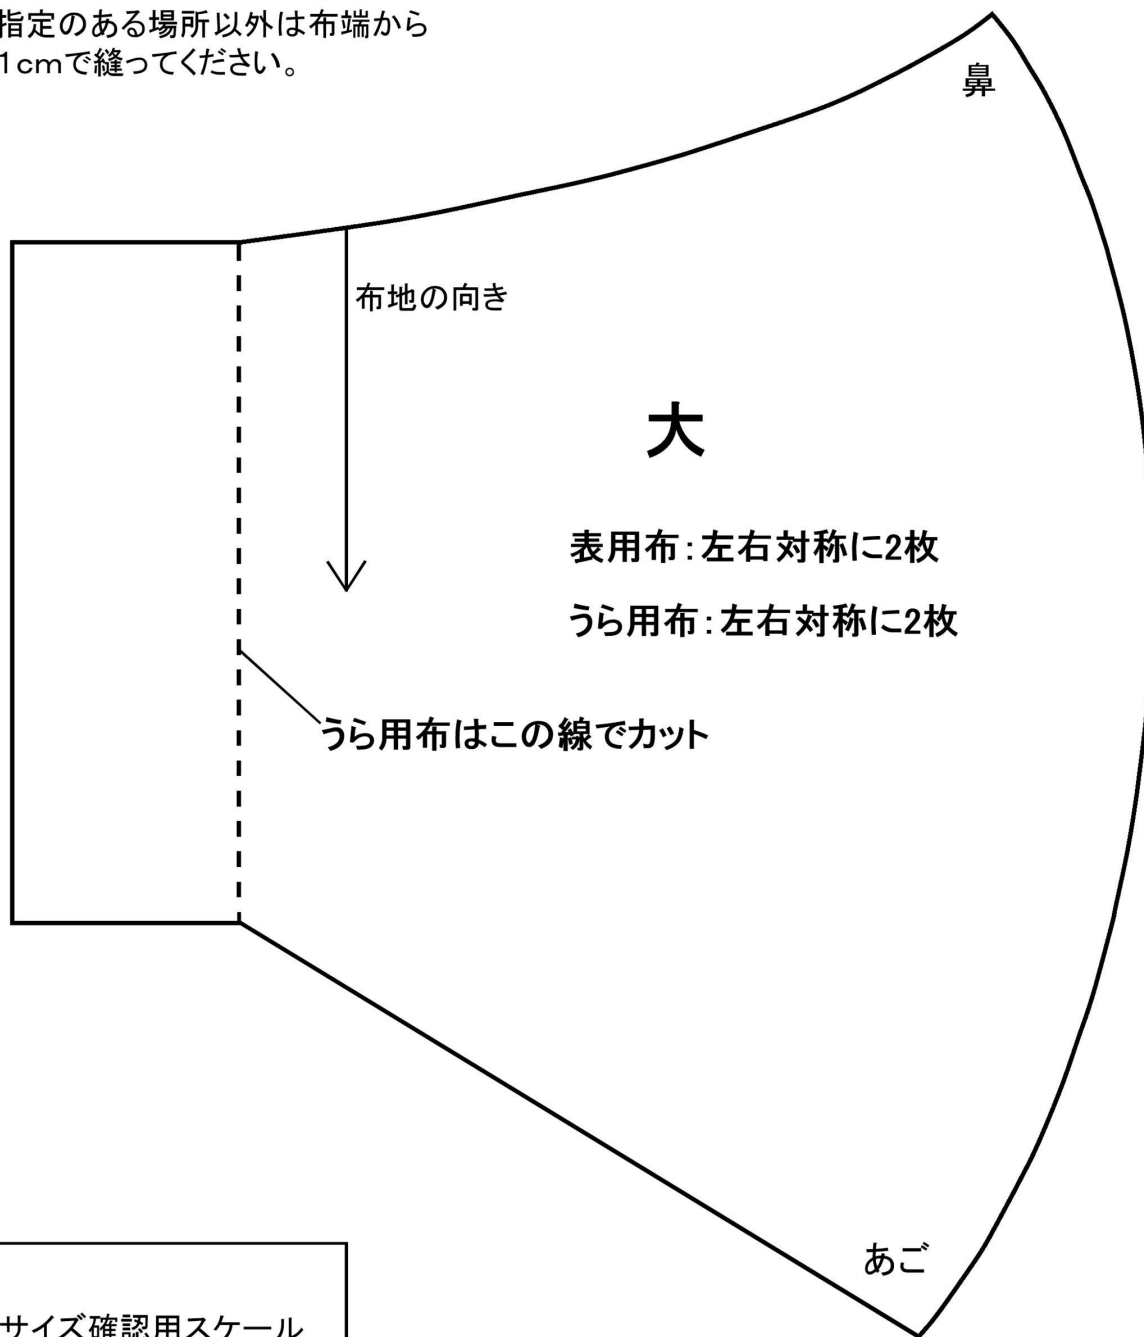 指定のある場所以外は布端から
1cmで縫ってください。
鼻
布地の向き
大
表用布:左右対称に2枚
うら用布:左右対称に2枚
うら用布はこの線でカット
あご
サイズ確認用スケール